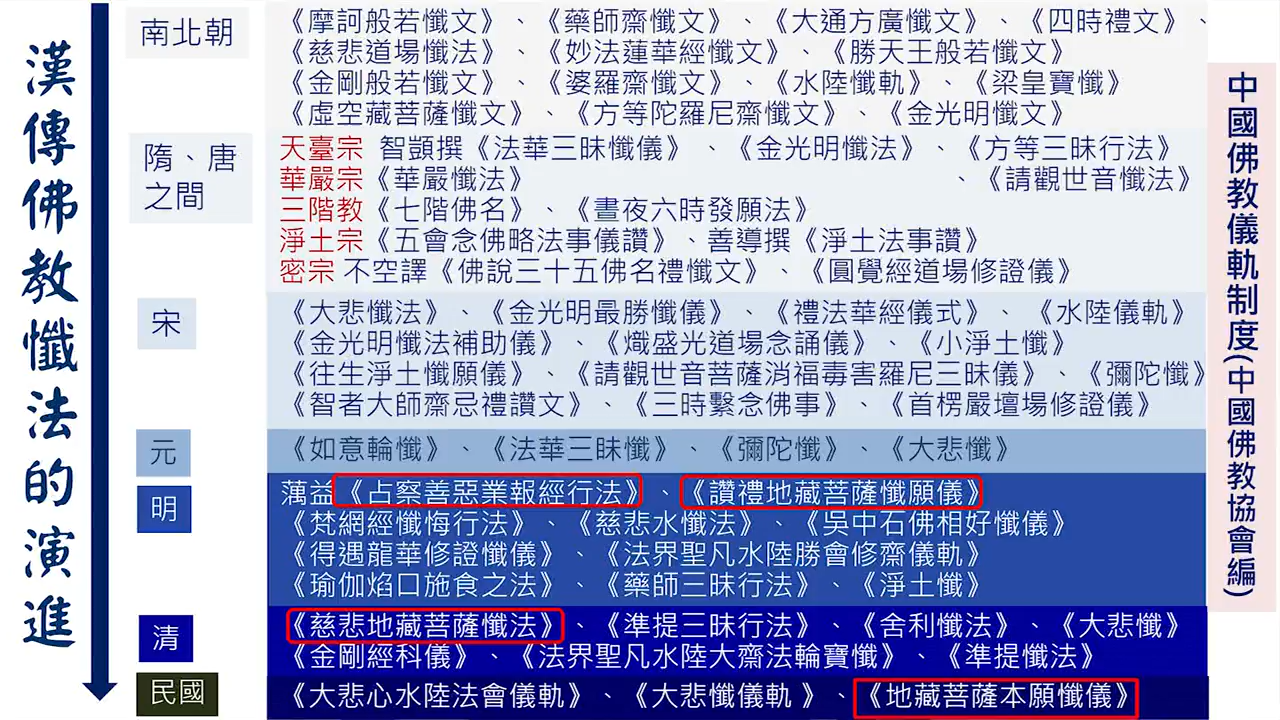 漢傳佛教懺法的演進
南北朝
《摩訶般若懺文》、《藥師齋懺文》、《大通方廣懺文》、《四時禮文》、
《慈悲道場懺法》、《妙法蓮華經懺文》、《勝天王般若懺文》
《金剛般若懺文》、《婆羅齋懺文》、《水陸懺軌》、《梁皇寶懺》
《虛空藏菩薩懺文》、《方等陀羅尼齋懺文》、《金光明懺文》
隋、唐
之間
天臺宗 智顗撰《法華三昧懺儀》、《金光明懺法》、《方等三昧行法》
華嚴宗《華嚴懺法》 、《請觀世音懺法》
三階教《七階佛名》、《晝夜六時發願法》
淨土宗《五會念佛略法事儀讚》、善導撰《淨土法事讚》
密宗 不空譯《佛說三十五佛名禮懺文》、《圓覺經道場修證儀》
宋
《大悲懺法》、《金光明最勝懺儀》、《禮法華經儀式》、《水陸儀軌》
《金光明懺法補助儀》、《熾盛光道場念誦儀》、《小淨土懺》
《往生淨土懺願儀》、《請觀世音菩薩消福毒害羅尼三昧儀》、《彌陀懺》
《智者大師齋忌禮讚文》、《三時繫念佛事》、《首楞嚴壇場修證儀》
元
《如意輪懺》、《法華三昧懺》、《彌陀懺》、《大悲懺》
明
蕅益《占察善惡業報經行法》、《讚禮地藏菩薩懺願儀》
《梵網經懺悔行法》、《慈悲水懺法》、《吳中石佛相好懺儀》
《得遇龍華修證懺儀》、《法界聖凡水陸勝會修齋儀軌》
《瑜伽焰口施食之法》、《藥師三昧行法》、《淨土懺》
清
《慈悲地藏菩薩懺法》、《準提三昧行法》、《舍利懺法》、《大悲懺》
《金剛經科儀》、《法界聖凡水陸大齋法輪寶懺》、《準提懺法》
民國
《大悲心水陸法會儀軌》、《大悲懺儀軌 》、《地藏菩薩本願懺儀》
中國佛教儀軌制度(中國佛教協會編)